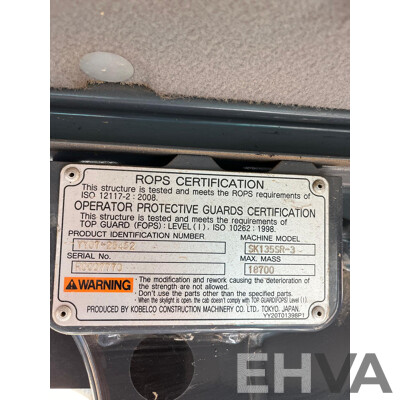 ROPS CERTIFICATION
This structure is tested and meets the ROPS requirements of
ISO 12117-2 : 2008.
OPERATOR PROTECTIVE GUARDS CERTIFICATION
This structure is tested and meets the requirements of
TOP GUARD (FOPS) : LEVEL ( I ), ISO 10262 : 1998.
PRODUCT IDENTIFICATION NUMBER MACHINE MODEL
SK135SR-3
SERIAL NO. MAX. MASS
18700
WARNING
The modification and rework causing the deterioration of
the strength are not allowed.
Don't use the parts other than the specific parts.
When skylight is open, the cab doesn't comply with TOP GUARD(FOPS) Level ( I ).
PRODUCED BY KOBELCO CONSTRUCTION MACHINERY CO., LTD. TOKYO. JAPAN.
YY20T01399P1
EHVA